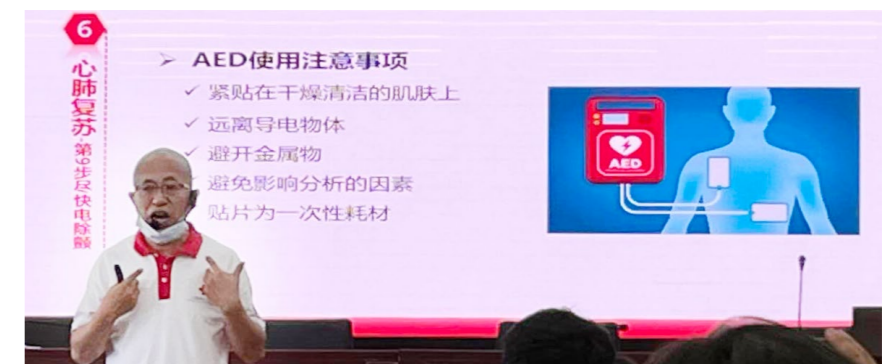 6
心肺复苏·第9步尽快电除颤
➢ AED使用注意事项
✓ 紧贴在干燥清洁的肌肤上
✓ 远离导电物体
✓ 避开金属物
避免影响分析的因素
贴片为一次性耗材
AED